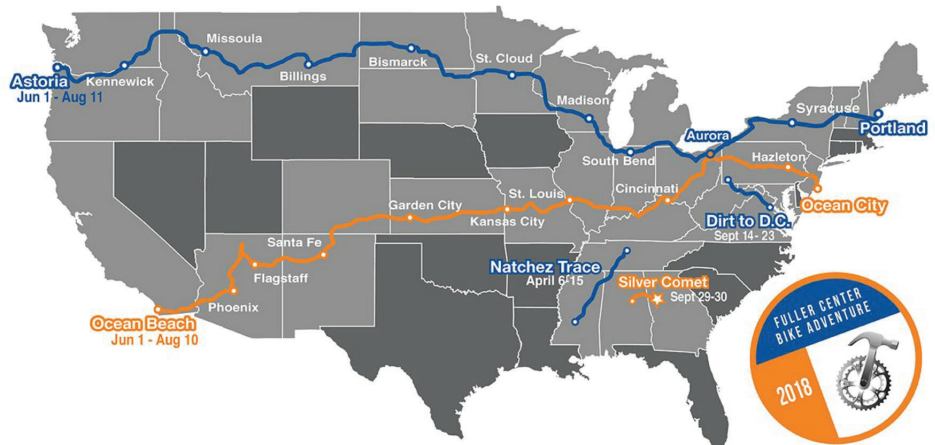 Missoula
Bismarck
St. Cloud
Billings
Astoria
Kennewick
Jun 1 - Aug 11
Madison
Syracuse
Portland
Aurora
South Bend
Hazleton
Cincinnati
St. Louis
Garden City
Kansas City
Ocean City
Dirt to D.C.
Sept 14- 23
Santa Fe
Flagstaff
Natchez Trace
April 6-15
Silver Comet
Sept 29-30
Phoenix
Ocean Beach
Jun 1 - Aug 10
FULLER CENTER
BIKE ADVENTURE
2018